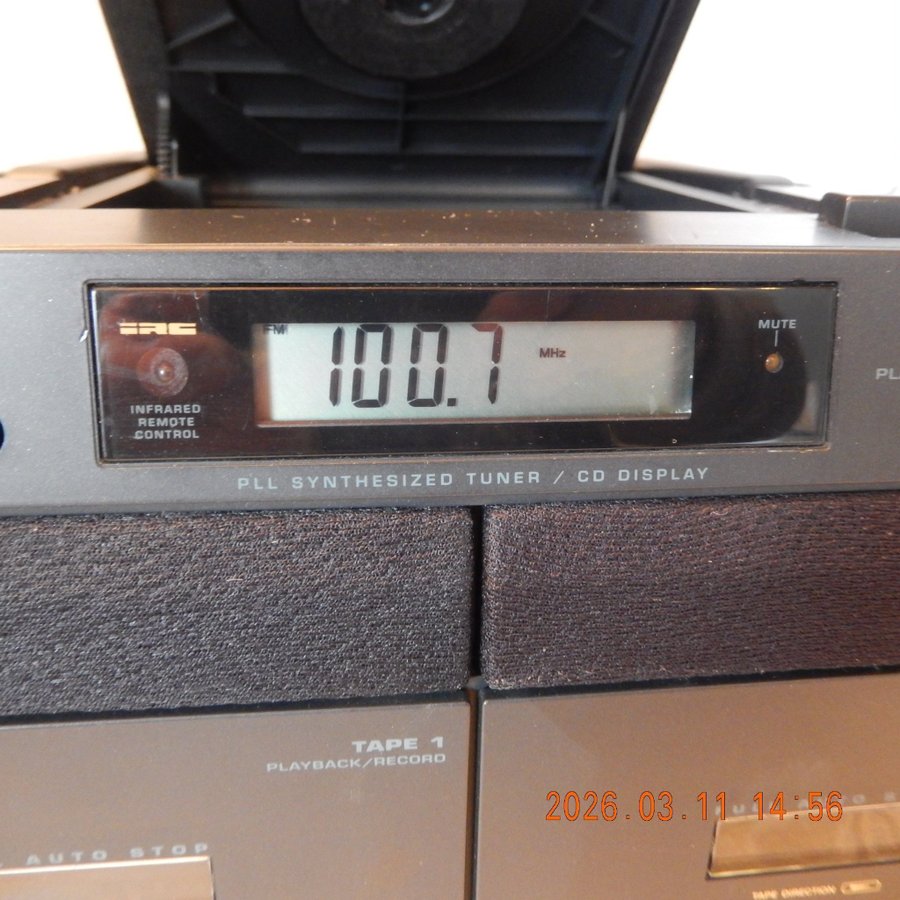 IRC
MUTE
FM 100.7 MHz
INFRARED
REMOTE
CONTROL
PL
PLL SYNTHESIZED TUNER / CD DISPLAY
TAPE 1
PLAYBACK/RECORD
2026.03.11 14:56
AUTO STOP
TAPE DIRECTION